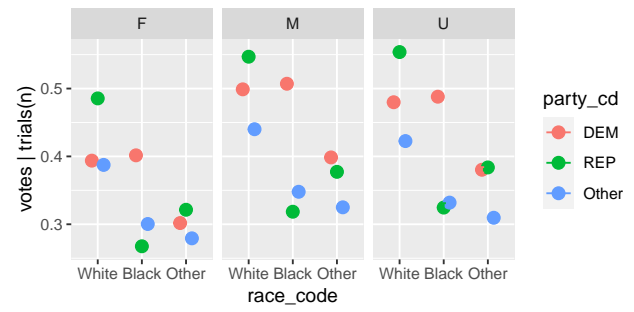 F M U
votes | trials(n)
0.5
0.4
0.3
White Black Other White Black Other White Black Other
race_code
party_cd
DEM
REP
Other